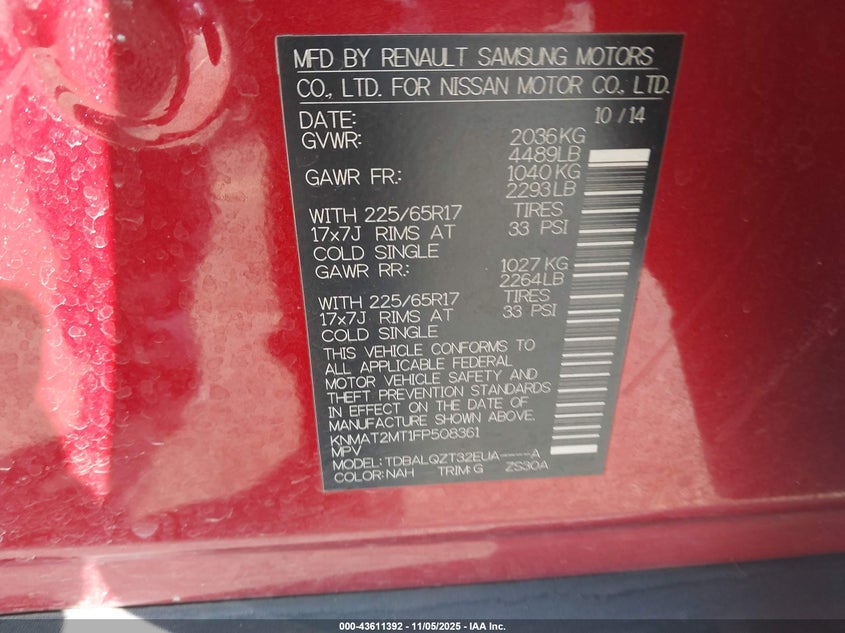 MFD BY RENAULT SAMSUNG MOTORS
CO., LTD. FOR NISSAN MOTOR CO., LTD.
DATE: 10 / 14
GVWR: 2036KG
4489LB
GAWR FR.: 1040KG
2293LB
WITH 225/65R17 TIRES
17x7J RIMS AT 33 PSI
COLD SINGLE
GAWR RR.: 1027KG
2264LB
WITH 225/65R17 TIRES
17x7J RIMS AT 33 PSI
COLD SINGLE
THIS VEHICLE CONFORMS TO
ALL APPLICABLE FEDERAL
MOTOR VEHICLE SAFETY AND
THEFT PREVENTION STANDARDS
IN EFFECT ON THE DATE OF
MANUFACTURE SHOWN ABOVE.
KNMAT2MT1FP508361
MPV
MODEL: TDBALQZT32EUA-----A
COLOR: NAH TRIM: G ZS30A
000-43611392 - 11/05/2025 - IAA Inc.